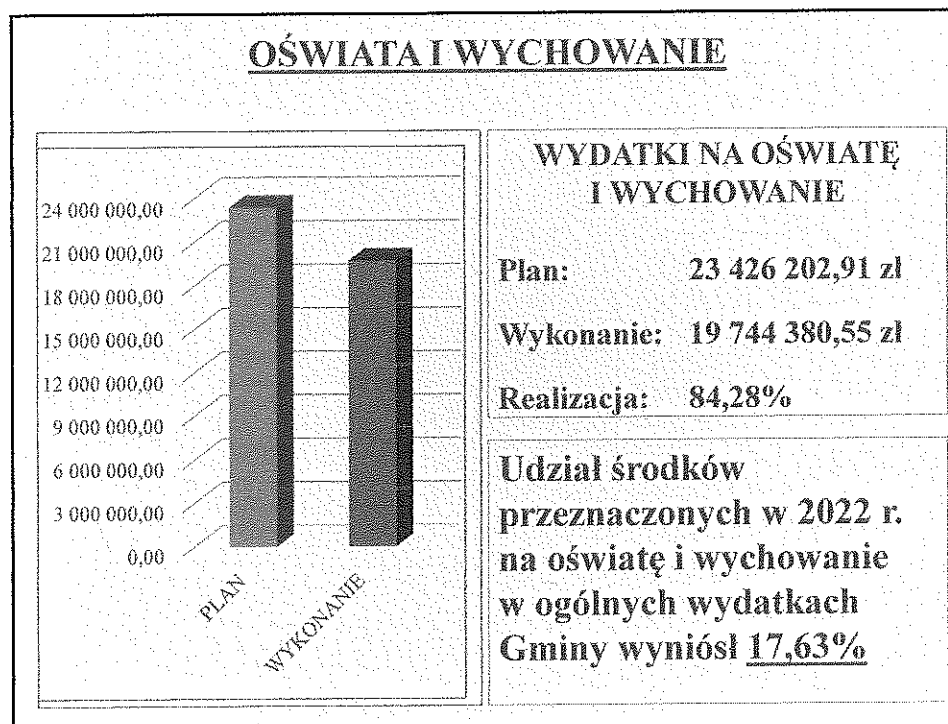 OŚWIATA I WYCHOWANIE
24 000 000,00
21 000 000,00
18 000 000,00
15 000 000,00
12 000 000,00
9 000 000,00
6 000 000,00
3 000 000,00
0,00
PLAN
WYKONANIE
WYDATKI NA OŚWIATĘ
I WYCHOWANIE
Plan: 23 426 202,91 zł
Wykonanie: 19 744 380,55 zł
Realizacja: 84,28%
Udział środków
przeznaczonych w 2022 r.
na oświatę i wychowanie
w ogólnych wydatkach
Gminy wyniósł 17,63%